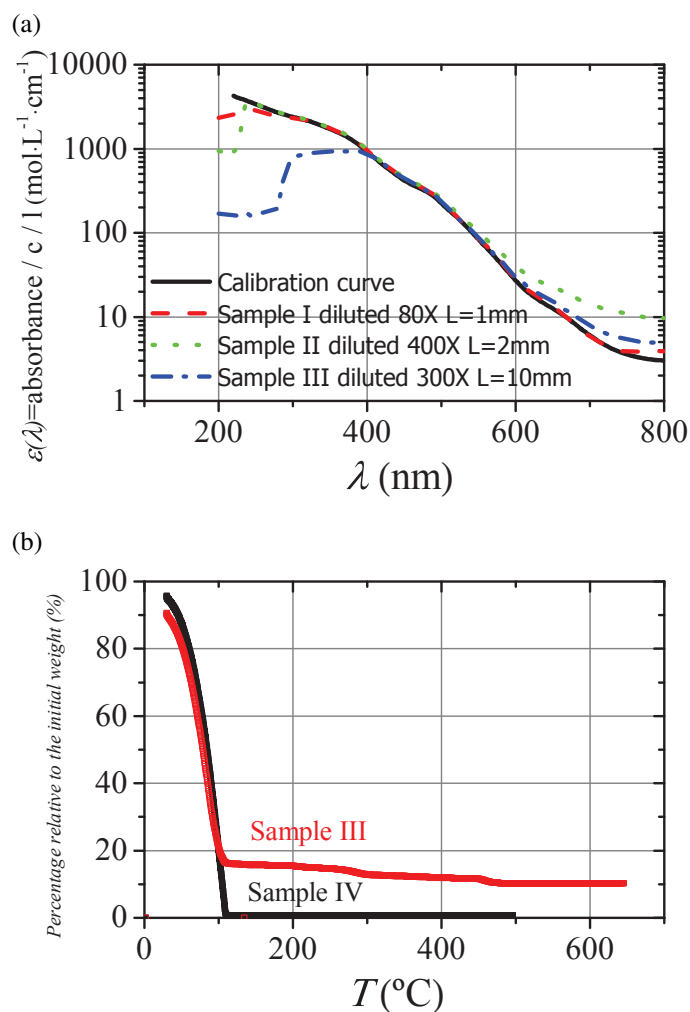 (a)
10000
1000
100
10
1
ε(λ)=absorbance / c / l (mol·L⁻¹·cm⁻¹)
Calibration curve
Sample I diluted 80X L=1mm
Sample II diluted 400X L=2mm
Sample III diluted 300X L=10mm
200 400 600 800
λ (nm)
(b)
100
80
60
40
20
0
Percentage relative to the initial weight (%)
Sample III
Sample IV
0 200 400 600
T (ºC)